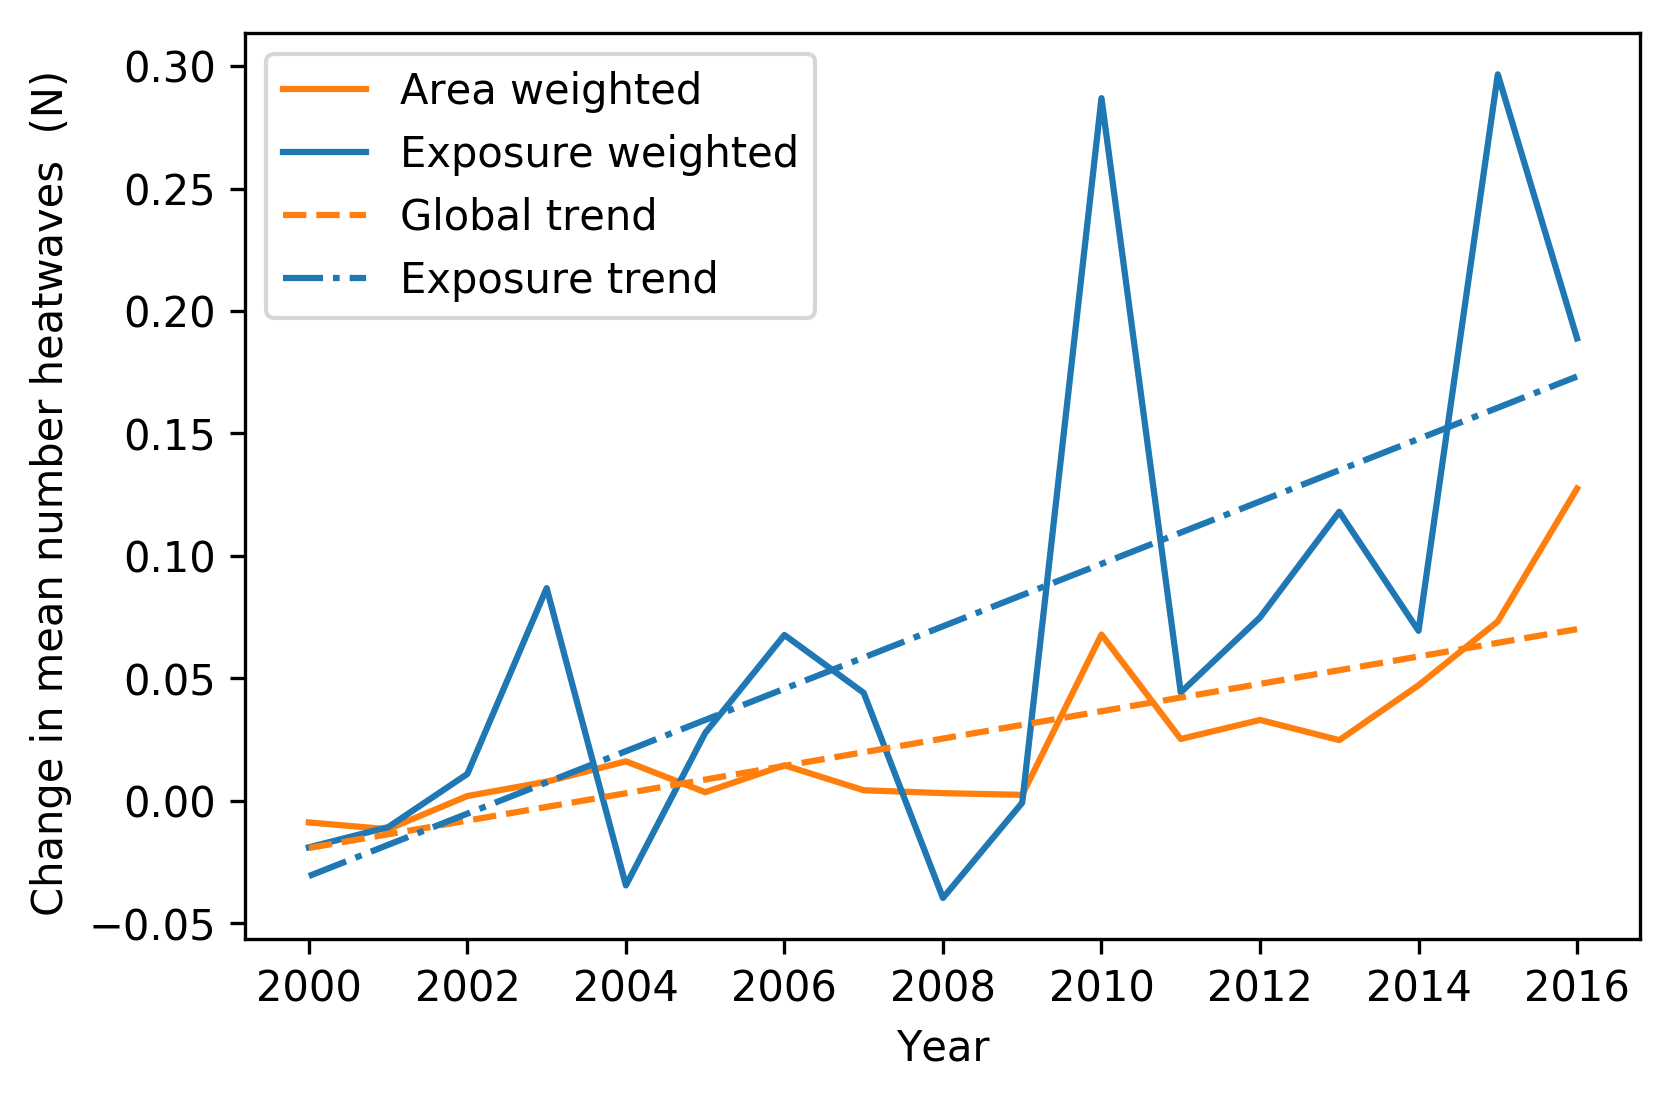 Change in mean number heatwaves (N)
0.30
0.25
0.20
0.15
0.10
0.05
0.00
−0.05
Area weighted
Exposure weighted
Global trend
Exposure trend
2000 2002 2004 2006 2008 2010 2012 2014 2016
Year